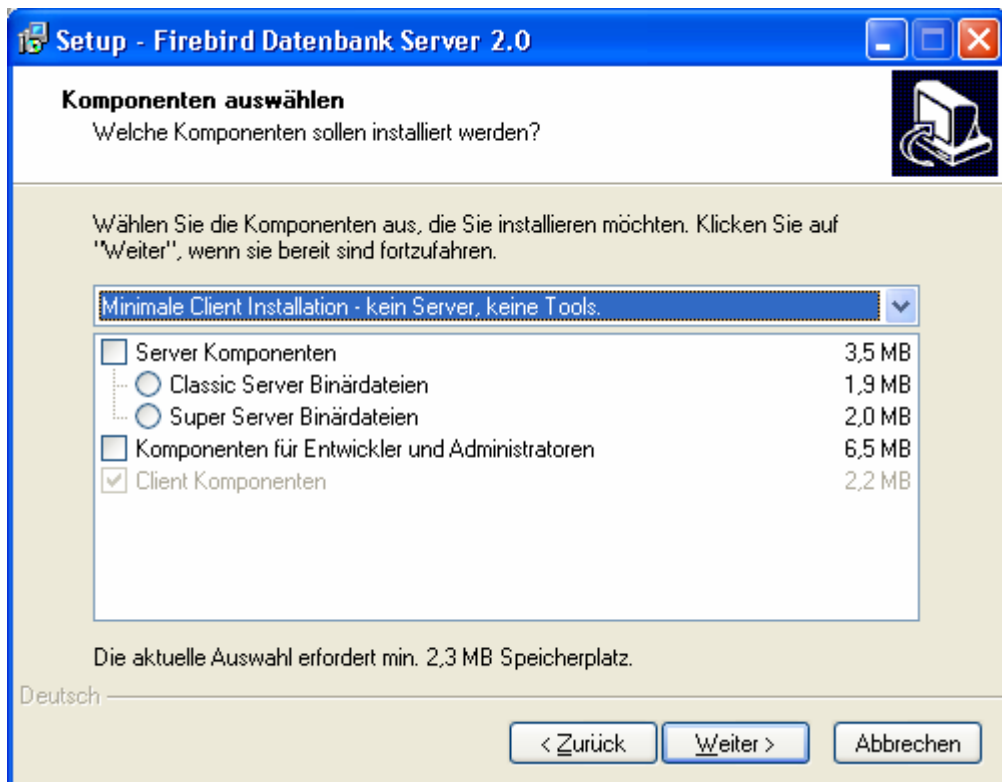 Setup - Firebird Datenbank Server 2.0
Komponenten auswählen
Welche Komponenten sollen installiert werden?
Wählen Sie die Komponenten aus, die Sie installieren möchten. Klicken Sie auf
"Weiter", wenn sie bereit sind fortzufahren.
Minimale Client Installation - kein Server, keine Tools.
Server Komponenten 3,5 MB
Classic Server Binärdateien 1,9 MB
Super Server Binärdateien 2,0 MB
Komponenten für Entwickler und Administratoren 6,5 MB
Client Komponenten 2,2 MB
Die aktuelle Auswahl erfordert min. 2,3 MB Speicherplatz.
Deutsch
< Zurück Weiter > Abbrechen